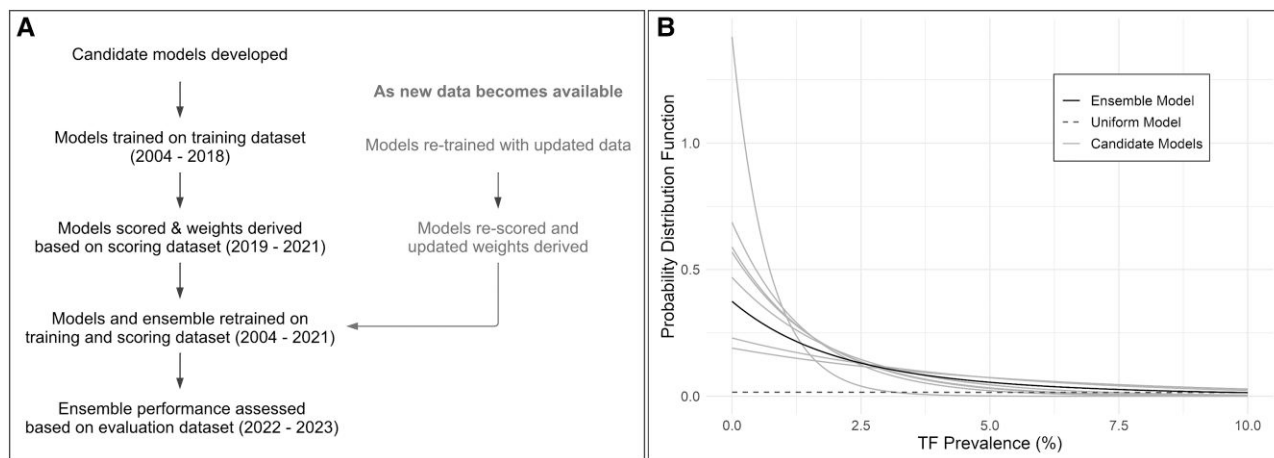 A
Candidate models developed
Models trained on training dataset
(2004 - 2018)
Models scored & weights derived
based on scoring dataset (2019 - 2021)
Models and ensemble retrained on
training and scoring dataset (2004 - 2021)
Ensemble performance assessed
based on evaluation dataset (2022 - 2023)
As new data becomes available
Models re-trained with updated data
Models re-scored and
updated weights derived
B
Probability Distribution Function
1.0
0.5
0.0
Ensemble Model
Uniform Model
Candidate Models
0.0 2.5 5.0 7.5 10.0
TF Prevalence (%)